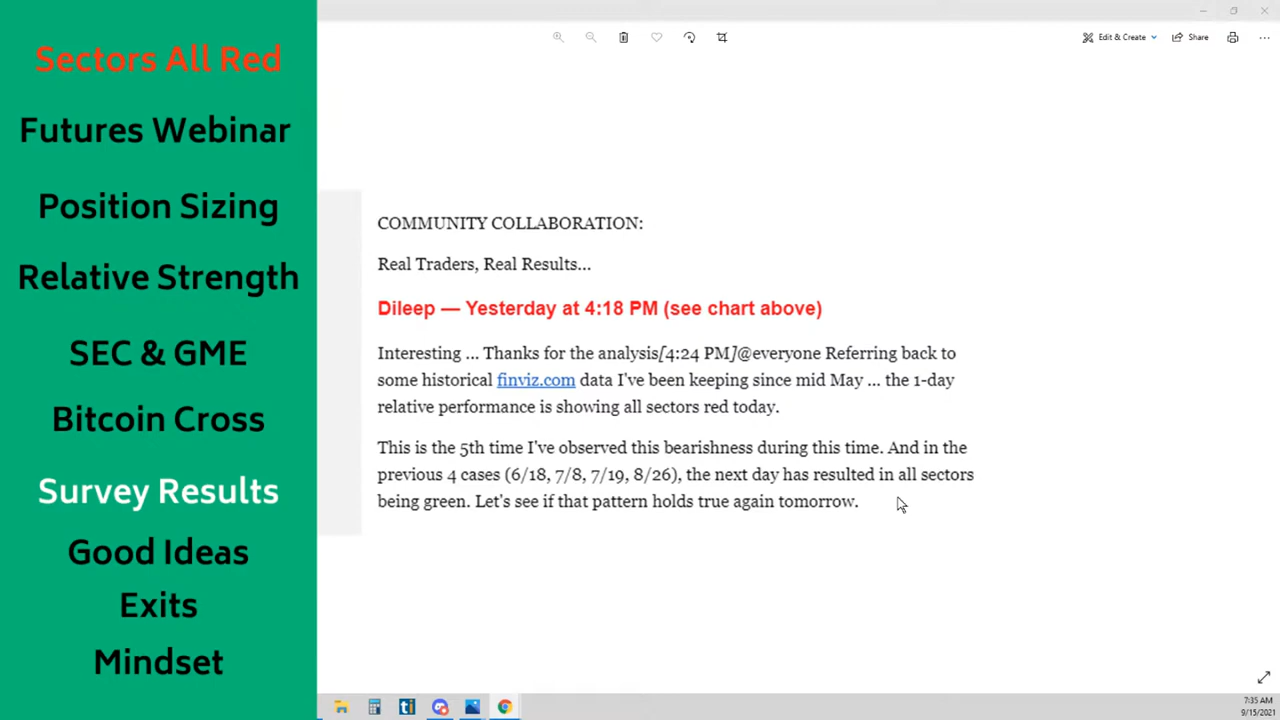 Sectors All Red
Futures Webinar
Position Sizing
Relative Strength
SEC & GME
Bitcoin Cross
Survey Results
Good Ideas
Exits
Mindset
Edit & Create
Share
COMMUNITY COLLABORATION:
Real Traders, Real Results...
Dileep — Yesterday at 4:18 PM (see chart above)
Interesting ... Thanks for the analysis[4:24 PM]@everyone Referring back to
some historical finviz.com data I've been keeping since mid May ... the 1-day
relative performance is showing all sectors red today.
This is the 5th time I've observed this bearishness during this time. And in the
previous 4 cases (6/18, 7/8, 7/19, 8/26), the next day has resulted in all sectors
being green. Let's see if that pattern holds true again tomorrow.
ti
7:35 AM
9/15/2021